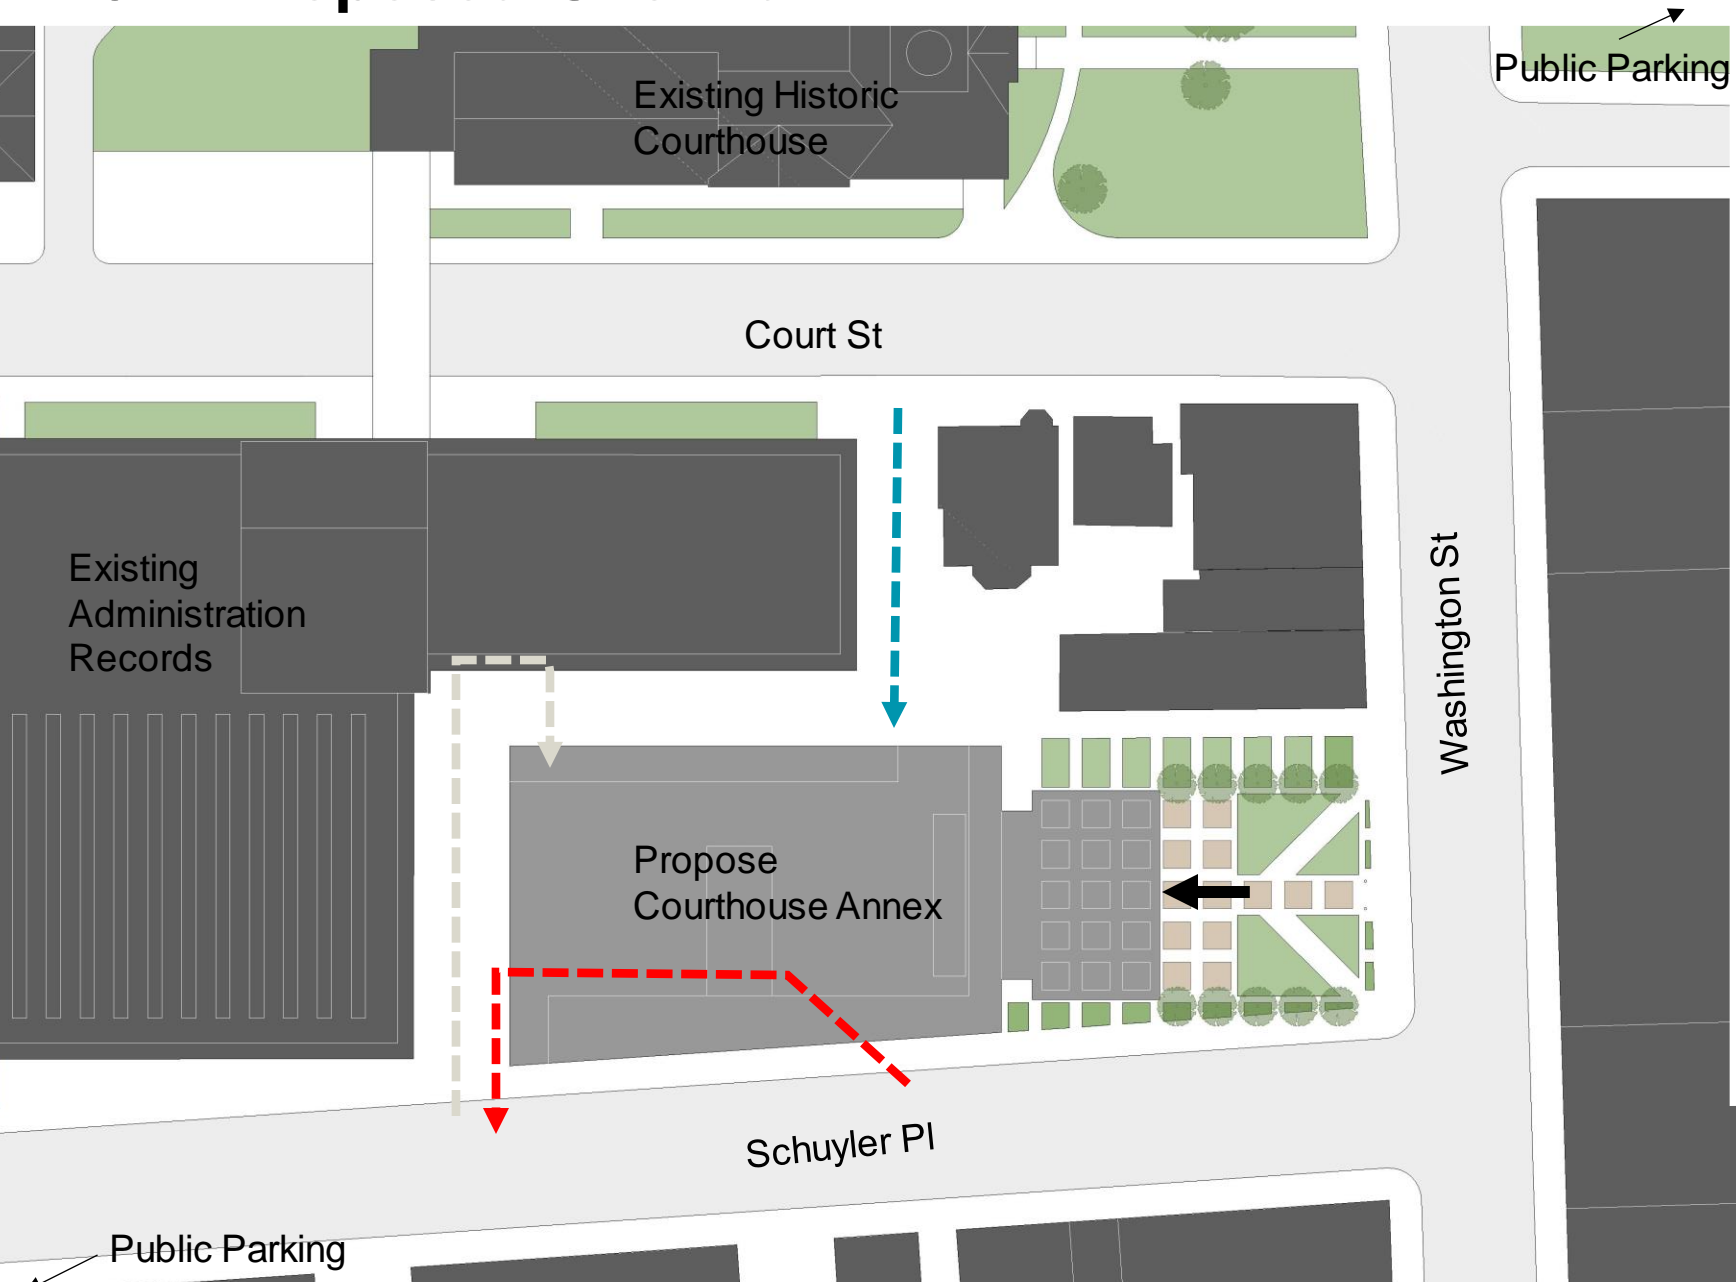 Public Parking
Existing Historic
Courthouse
Court St
Existing
Administration
Records
Washington St
Propose
Courthouse Annex
Schuyler Pl
Public Parking